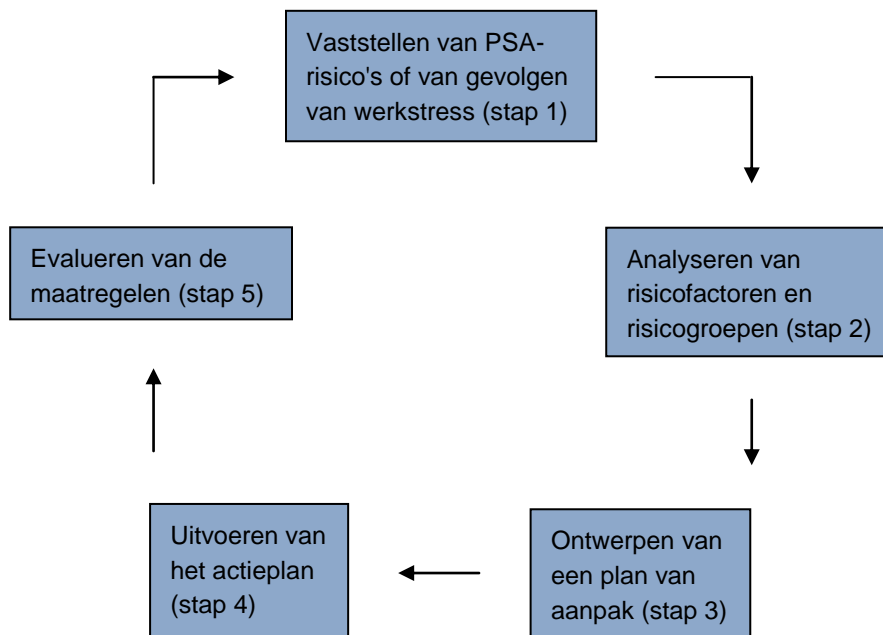 Vaststellen van PSA-
risico's of van gevolgen
van werkstress (stap 1)
Analyseren van
risicofactoren en
risicogroepen (stap 2)
Ontwerpen van
een plan van
aanpak (stap 3)
Uitvoeren van
het actieplan
(stap 4)
Evalueren van de
maatregelen (stap 5)